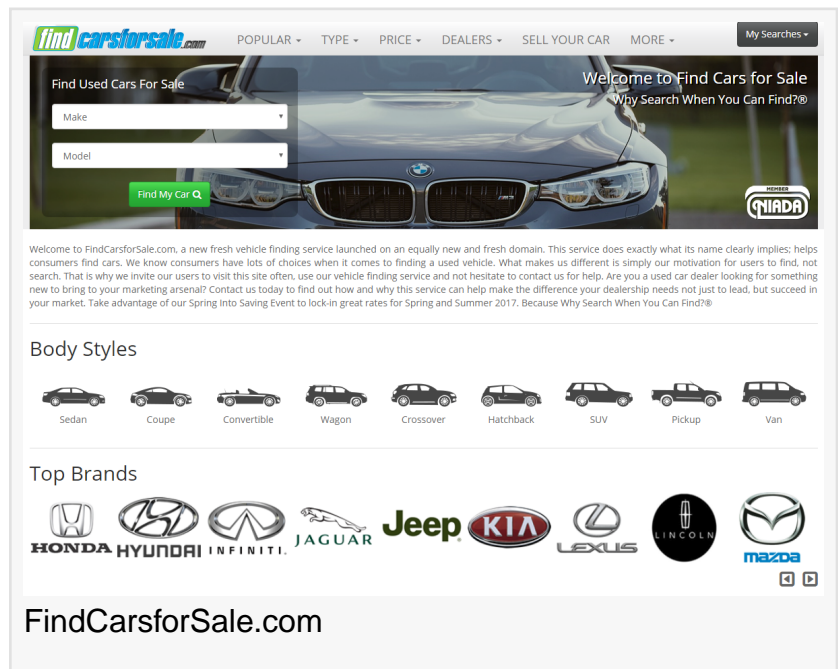 find carsforsale.com
POPULAR TYPE PRICE DEALERS SELL YOUR CAR MORE My Searches
Find Used Cars For Sale
Welcome to Find Cars for Sale
Why Search When You Can Find?®
Make
Model
Find My Car
MEMBER
NIADA
Welcome to FindCarsforSale.com, a new fresh vehicle finding service launched on an equally new and fresh domain. This service does exactly what its name clearly implies; helps
consumers find cars. We know consumers have lots of choices when it comes to finding a used vehicle. What makes us different is simply our motivation for users to find, not
search. That is why we invite our users to visit this site often, use our vehicle finding service and not hesitate to contact us for help. Are you a used car dealer looking for something
new to bring to your marketing arsenal? Contact us today to find out how and why this service can help make the difference your dealership needs not just to lead, but succeed in
your market. Take advantage of our Spring Into Saving Event to lock-in great rates for Spring and Summer 2017. Because Why Search When You Can Find?®
Body Styles
Sedan Coupe Convertible Wagon Crossover Hatchback SUV Pickup Van
Top Brands
HONDA HYUNDAI INFINITI. JAGUAR Jeep KIA LEXUS LINCOLN mazda
FindCarsforSale.com